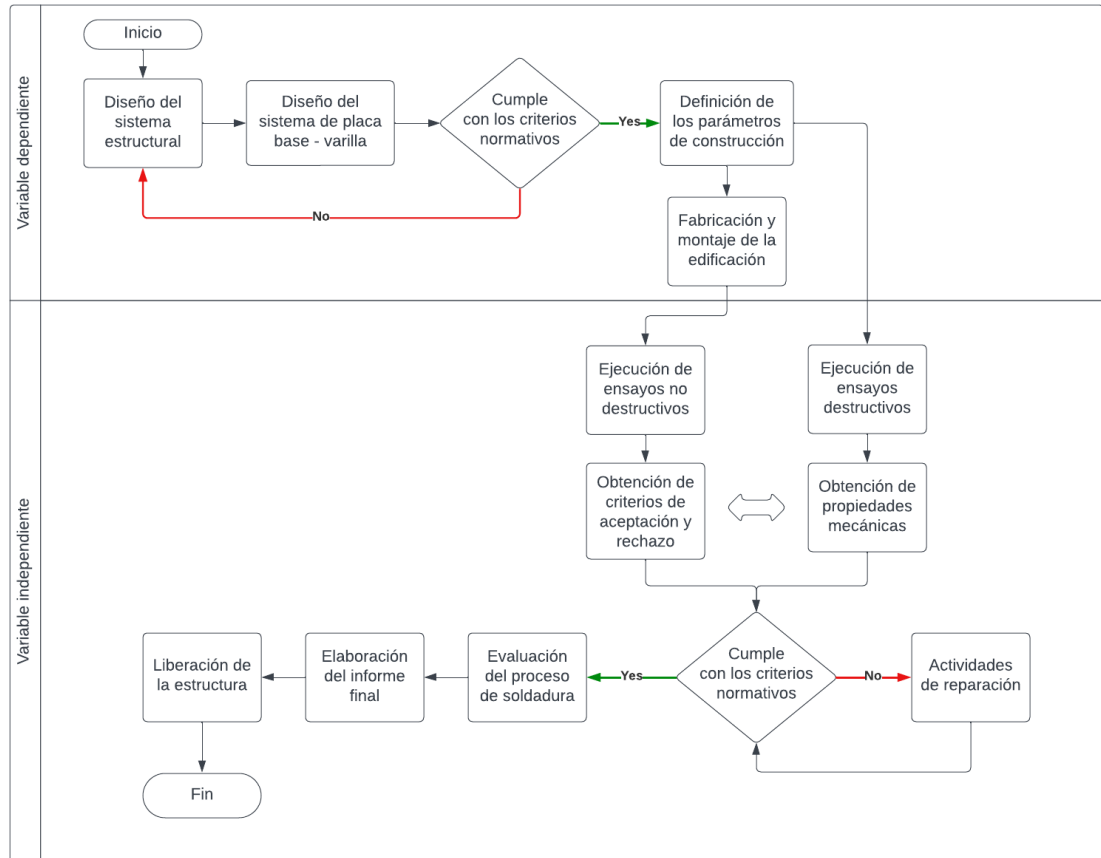 Variable dependiente
Inicio
Diseño del
sistema
estructural
Diseño del
sistema de placa
base - varilla
Cumple
con los criterios
normativos
Yes
Definición de
los parámetros
de construcción
No
Fabricación y
montaje de la
edificación
Variable independiente
Ejecución de
ensayos no
destructivos
Ejecución de
ensayos
destructivos
Obtención de
criterios de
aceptación y
rechazo
Obtención de
propiedades
mecánicas
Cumple
con los criterios
normativos
No
Actividades
de reparación
Yes
Evaluación
del proceso
de soldadura
Elaboración
del informe
final
Liberación de
la estructura
Fin